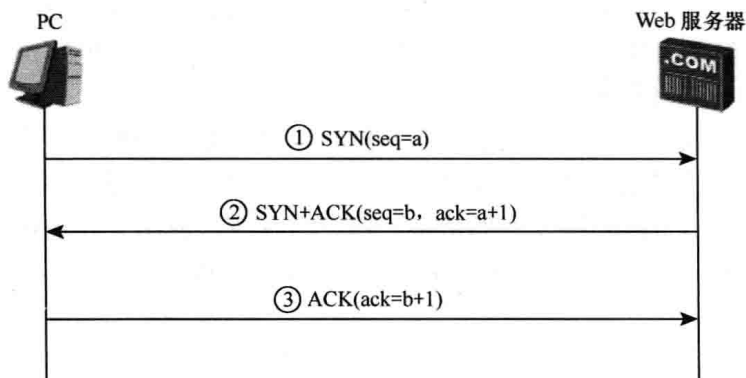 PC
Web 服务器
.COM
① SYN(seq=a)
② SYN+ACK(seq=b，ack=a+1)
③ ACK(ack=b+1)